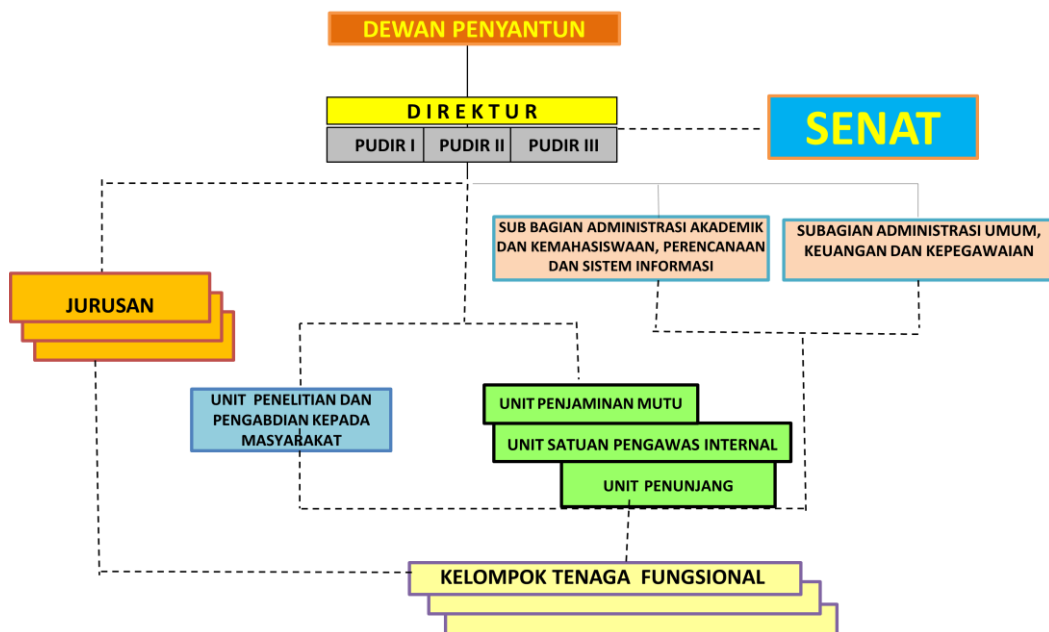 DEWAN PENYANTUN
D I R E K T U R
PUDIR I
PUDIR II
PUDIR III
SENAT
SUB BAGIAN ADMINISTRASI AKADEMIK
DAN KEMAHASISWAAN, PERENCANAAN
DAN SISTEM INFORMASI
SUBAGIAN ADMINISTRASI UMUM,
KEUANGAN DAN KEPEGAWAIAN
JURUSAN
UNIT PENELITIAN DAN
PENGABDIAN KEPADA
MASYARAKAT
UNIT PENJAMINAN MUTU
UNIT SATUAN PENGAWAS INTERNAL
UNIT PENUNJANG
KELOMPOK TENAGA FUNGSIONAL